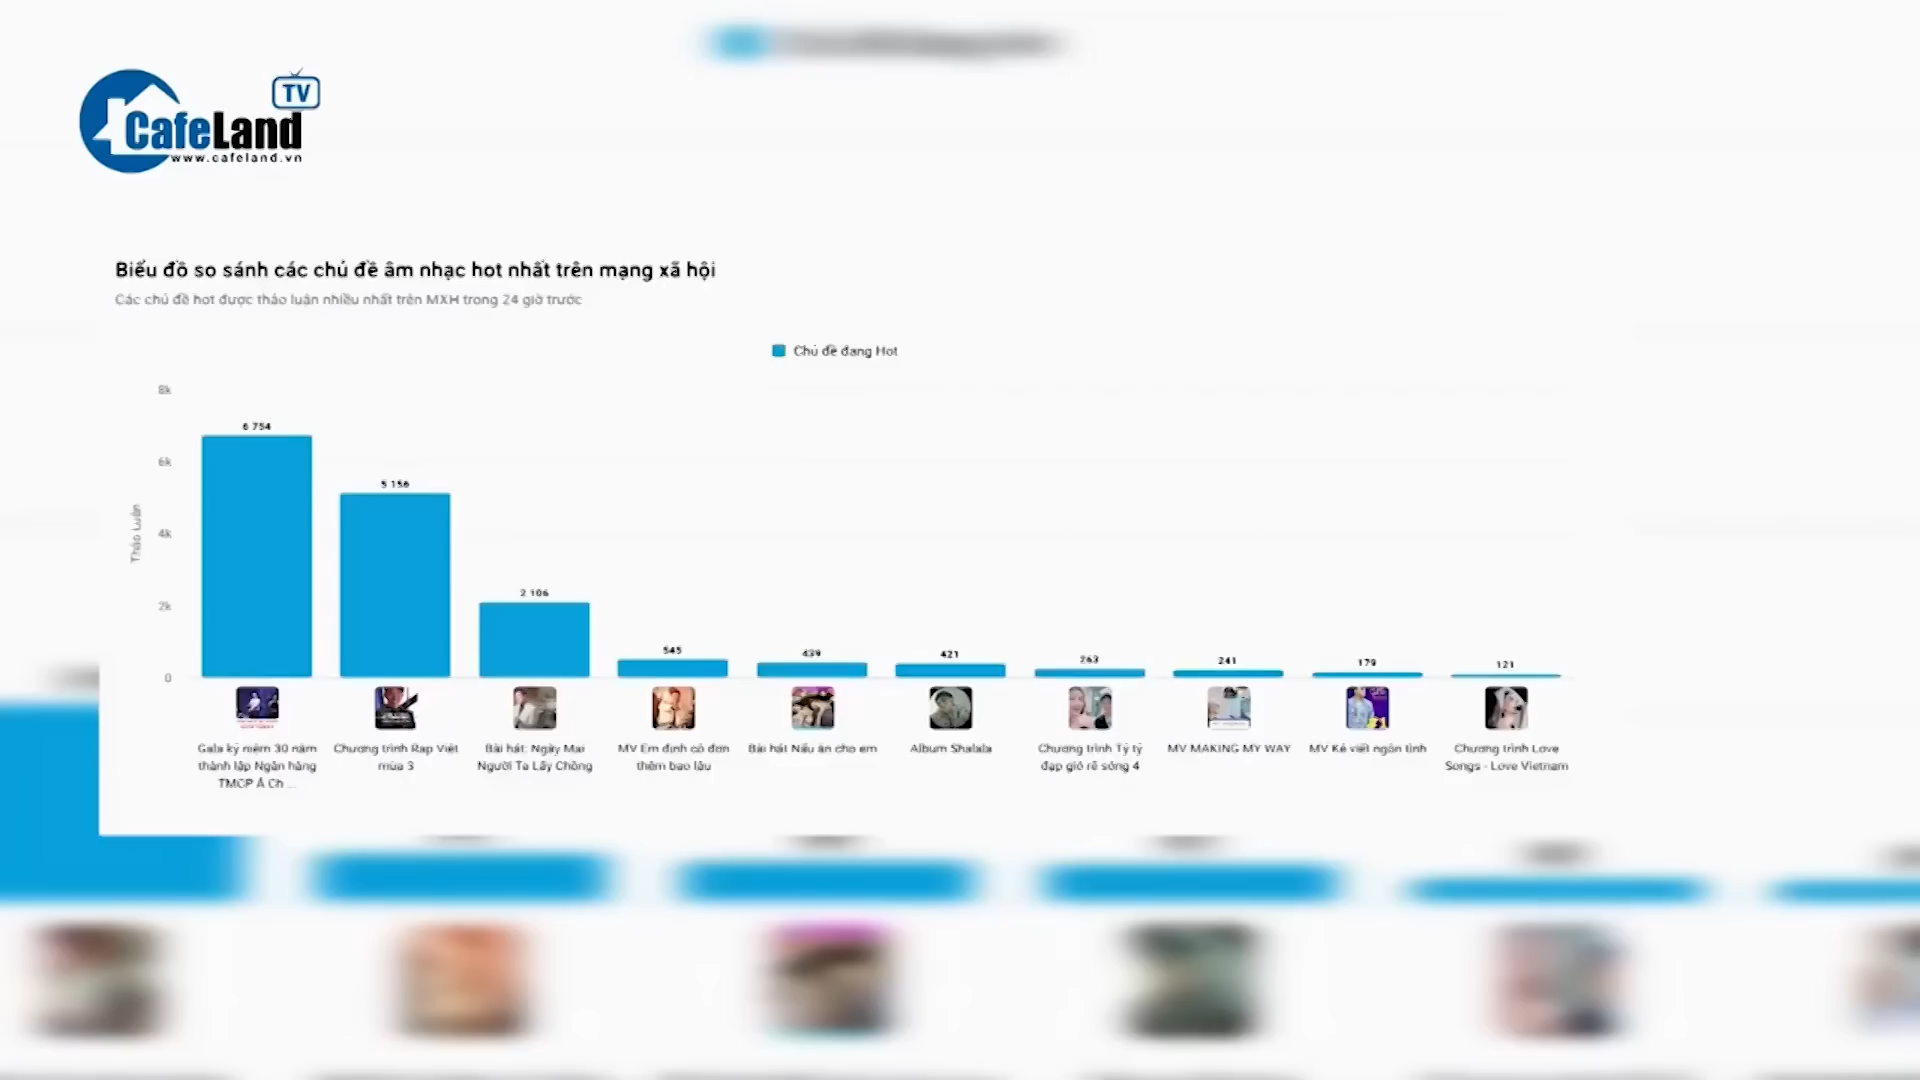 TV
CafeLand
www.cafeland.vn
Biểu đồ so sánh các chủ đề âm nhạc hot nhất trên mạng xã hội
Các chủ đề hot được thảo luận nhiều nhất trên MXH trong 24 giờ trước
Chủ đề đang Hot
8k
6k
4k
2k
0
Thảo Luận
6 754
5 156
2 106
545
439
421
263
241
179
121
Gala kỷ niệm 30 năm
thành lập Ngân hàng
TMCP Á Ch ...
Chương trình Rap Việt
mùa 3
Bài hát: Ngày Mai
Người Ta Lấy Chồng
MV Em định cô đơn
thêm bao lâu
Bài hát Nấu ăn cho em
Album Shalala
Chương trình Tỷ tỷ
đạp gió rẽ sóng 4
MV MAKING MY WAY
MV Kẻ viết ngôn tình
Chương trình Love
Songs - Love Vietnam